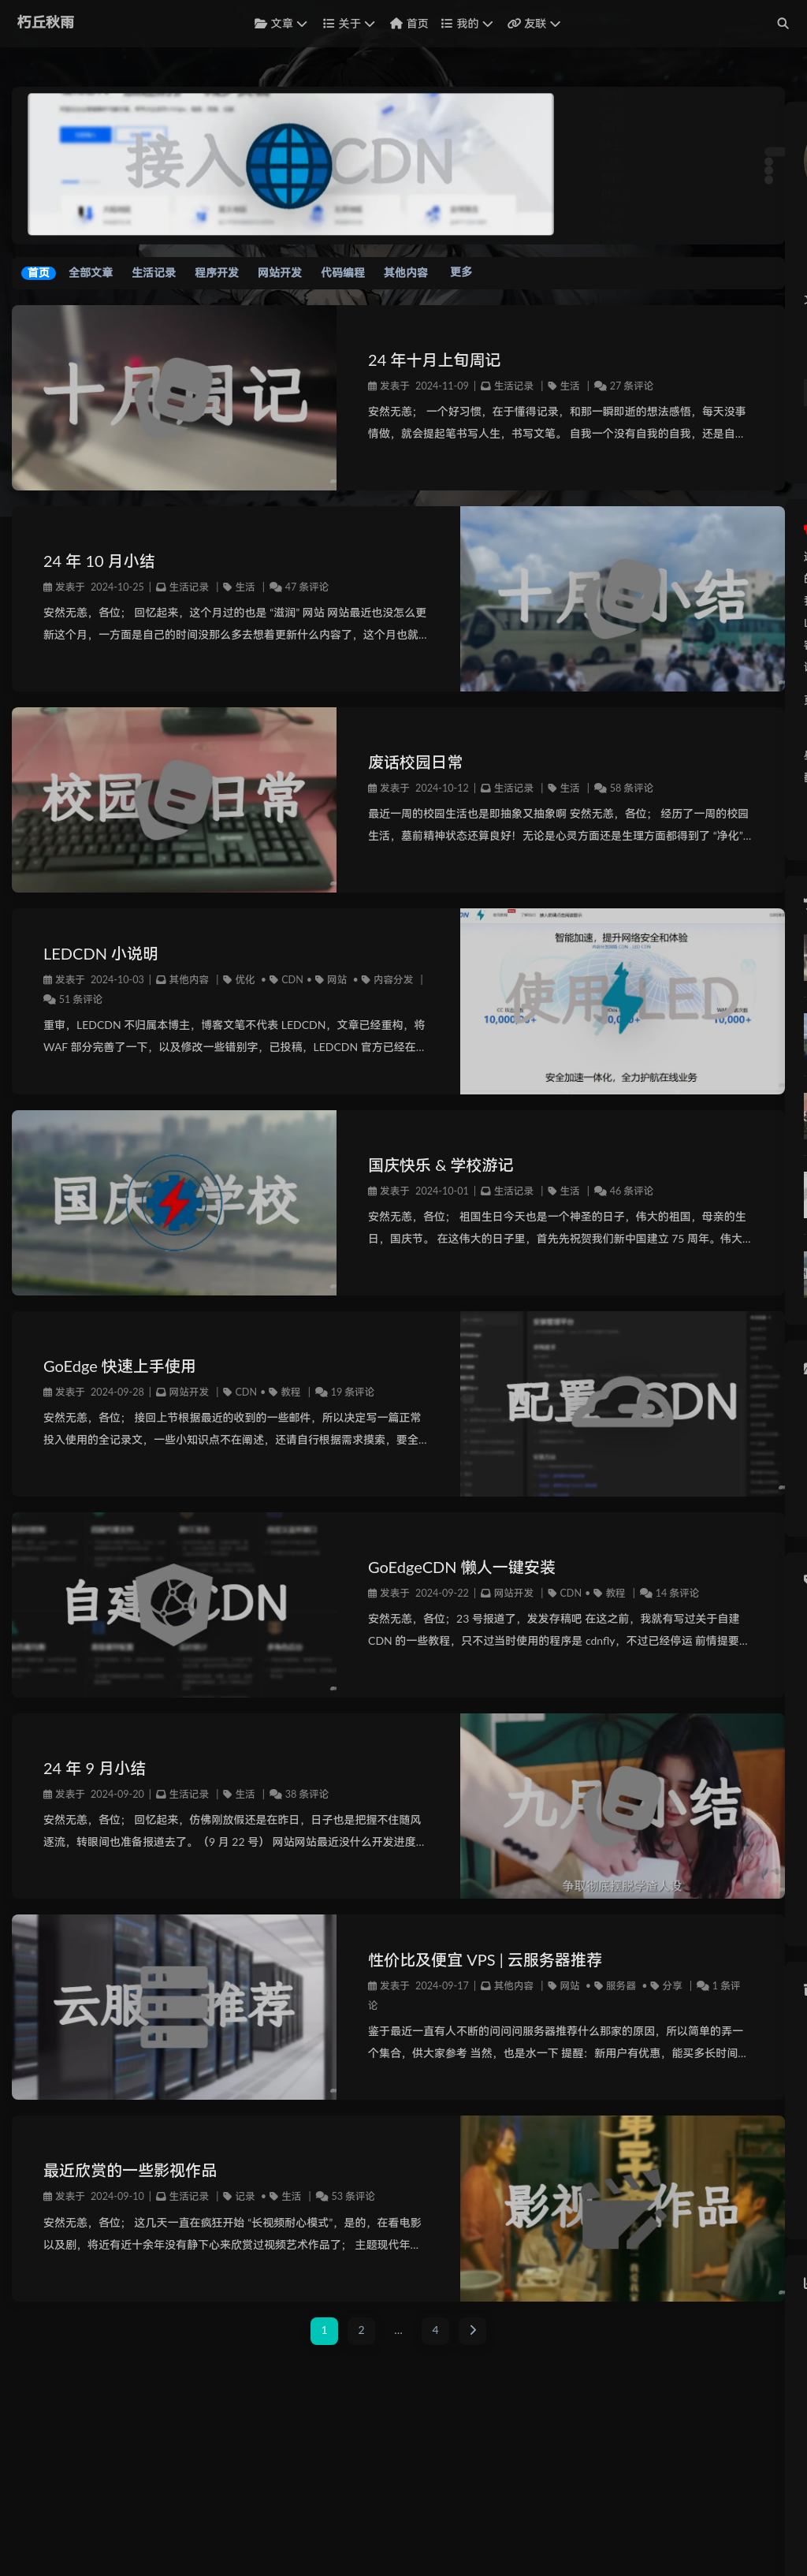 朽丘秋雨
文章 关于 首页 我的 友联
接入 CDN
首页 全部文章 生活记录 程序开发 网站开发 代码编程 其他内容 更多
十月 周记
24 年十月上旬周记
发表于 2024-11-09 | 生活记录 | 生活 | 27 条评论
安然无恙； 一个好习惯，在于懂得记录，和那一瞬即逝的想法感悟，每天没事
情做，就会提起笔书写人生，书写文笔。 自我一个没有自我的自我，还是自...
24 年 10 月小结
发表于 2024-10-25 | 生活记录 | 生活 | 47 条评论
安然无恙，各位； 回忆起来，这个月过的也是 “滋润” 网站 网站最近也没怎么更
新这个月，一方面是自己的时间没那么多去想着更新什么内容了，这个月也就...
十月 小结
校园 日常
废话校园日常
发表于 2024-10-12 | 生活记录 | 生活 | 58 条评论
最近一周的校园生活也是即抽象又抽象啊 安然无恙，各位； 经历了一周的校园
生活，墓前精神状态还算良好！无论是心灵方面还是生理方面都得到了 “净化”...
LEDCDN 小说明
发表于 2024-10-03 | 其他内容 | 优化 • CDN • 网站 • 内容分发 |
51 条评论
重审，LEDCDN 不归属本博主，博客文笔不代表 LEDCDN，文章已经重构，将
WAF 部分完善了一下，以及修改一些错别字，已投稿，LEDCDN 官方已经在...
智能加速，提升网络安全和体验
使用 LED
安全加速一体化，全力护航在线业务
国庆 学校
国庆快乐 & 学校游记
发表于 2024-10-01 | 生活记录 | 生活 | 46 条评论
安然无恙，各位； 祖国生日今天也是一个神圣的日子，伟大的祖国，母亲的生
日，国庆节。 在这伟大的日子里，首先先祝贺我们新中国建立 75 周年。伟大...
GoEdge 快速上手使用
发表于 2024-09-28 | 网站开发 | CDN • 教程 | 19 条评论
安然无恙，各位； 接回上节根据最近的收到的一些邮件，所以决定写一篇正常
投入使用的全记录文，一些小知识点不在阐述，还请自行根据需求摸索，要全...
配置 CDN
自建 CDN
GoEdgeCDN 懒人一键安装
发表于 2024-09-22 | 网站开发 | CDN • 教程 | 14 条评论
安然无恙，各位；23 号报道了，发发存稿吧 在这之前，我就有写过关于自建
CDN 的一些教程，只不过当时使用的程序是 cdnfly，不过已经停运 前情提要...
24 年 9 月小结
发表于 2024-09-20 | 生活记录 | 生活 | 38 条评论
安然无恙，各位； 回忆起来，仿佛刚放假还是在昨日，日子也是把握不住随风
逐流，转眼间也准备报道去了。（9 月 22 号） 网站网站最近没什么开发进度...
九月 小结
争取彻底摆脱学渣人设
云服 推荐
性价比及便宜 VPS | 云服务器推荐
发表于 2024-09-17 | 其他内容 | 网站 • 服务器 • 分享 | 1 条评
论
鉴于最近一直有人不断的问问问服务器推荐什么那家的原因，所以简单的弄一
个集合，供大家参考 当然，也是水一下 提醒：新用户有优惠，能买多长时间...
最近欣赏的一些影视作品
发表于 2024-09-10 | 生活记录 | 记录 • 生活 | 53 条评论
安然无恙，各位； 这几天一直在疯狂开始 “长视频耐心模式”，是的，在看电影
以及剧，将近有近十余年没有静下心来欣赏过视频艺术作品了； 主题现代年...
影视 作品
1 2 ... 4